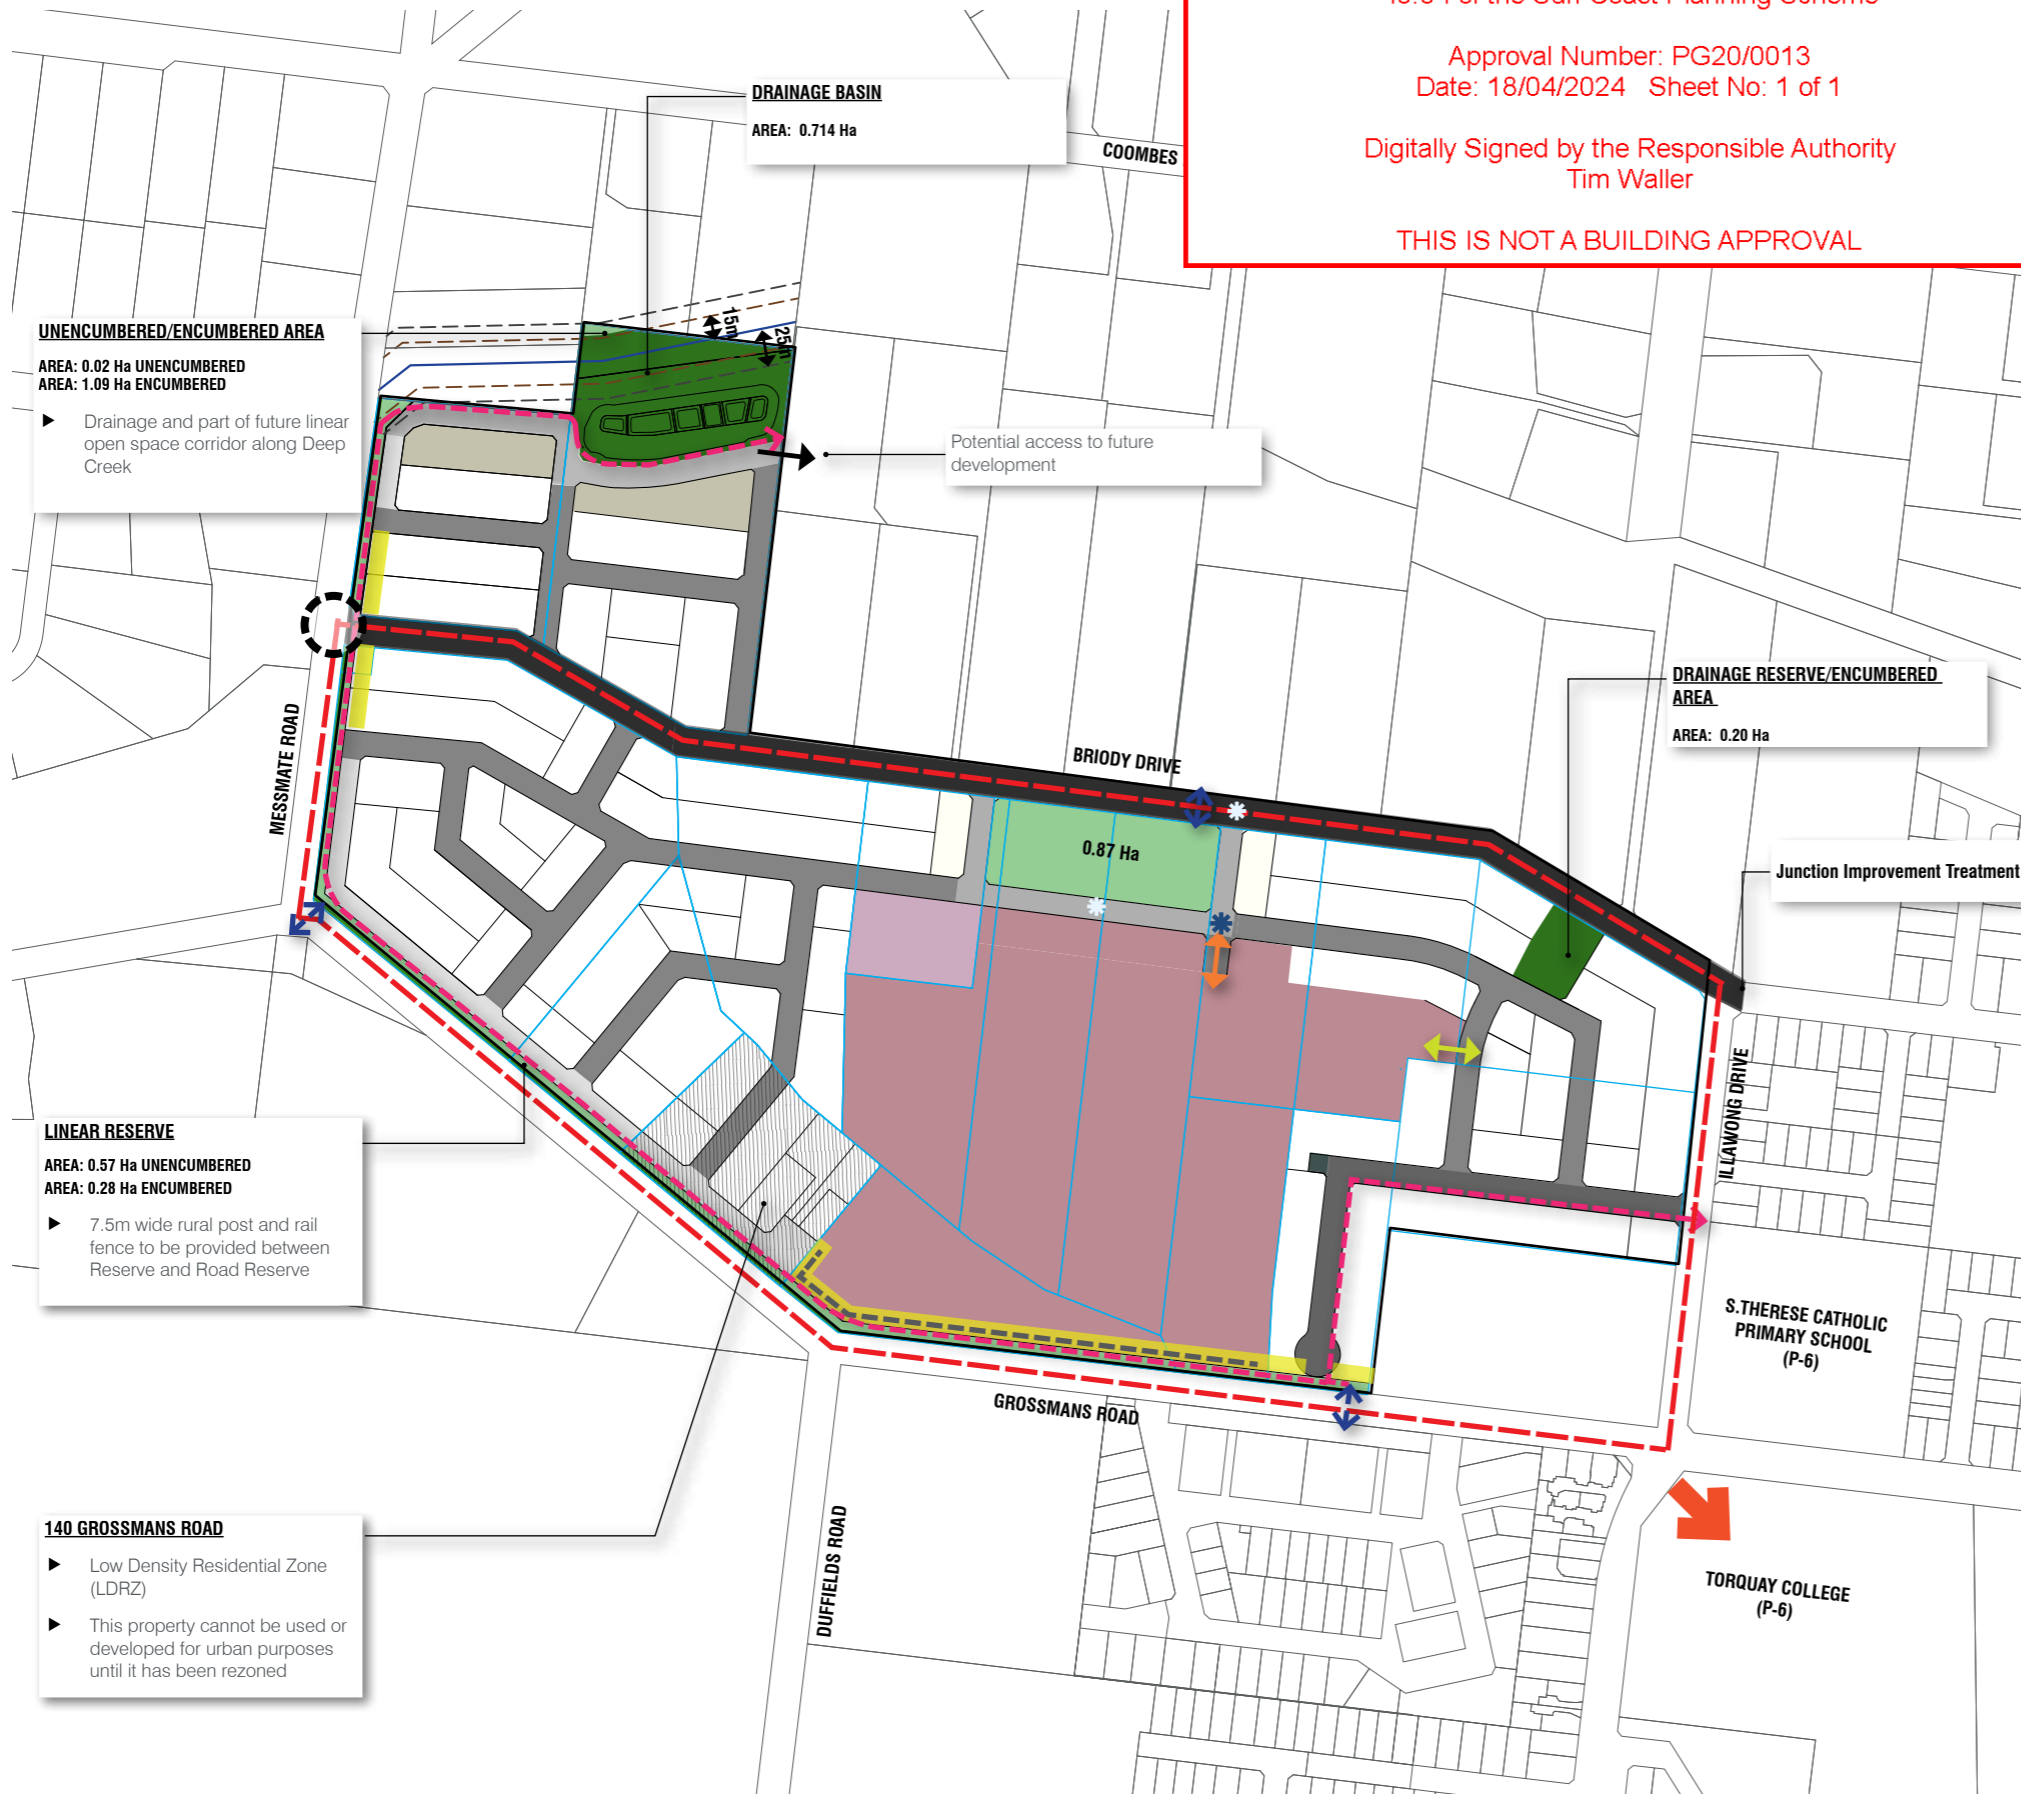 Approval Number: PG20/0013
Date: 18/04/2024 Sheet No: 1 of 1
Digitally Signed by the Responsible Authority
Tim Waller
THIS IS NOT A BUILDING APPROVAL
DRAINAGE BASIN
AREA: 0.714 Ha
COOMBES
UNENCUMBERED/ENCUMBERED AREA
AREA: 0.02 Ha UNENCUMBERED
AREA: 1.09 Ha ENCUMBERED
Drainage and part of future linear
open space corridor along Deep
Creek
15m
25m
Potential access to future
development
DRAINAGE RESERVE/ENCUMBERED
AREA
AREA: 0.20 Ha
MESSMATE ROAD
BRIODY DRIVE
0.87 Ha
Junction Improvement Treatment
ILLAWONG DRIVE
LINEAR RESERVE
AREA: 0.57 Ha UNENCUMBERED
AREA: 0.28 Ha ENCUMBERED
7.5m wide rural post and rail
fence to be provided between
Reserve and Road Reserve
S.THERESE CATHOLIC
PRIMARY SCHOOL
(P-6)
GROSSMANS ROAD
140 GROSSMANS ROAD
Low Density Residential Zone
(LDRZ)
This property cannot be used or
developed for urban purposes
until it has been rezoned
DUFFIELDS ROAD
TORQUAY COLLEGE
(P-6)